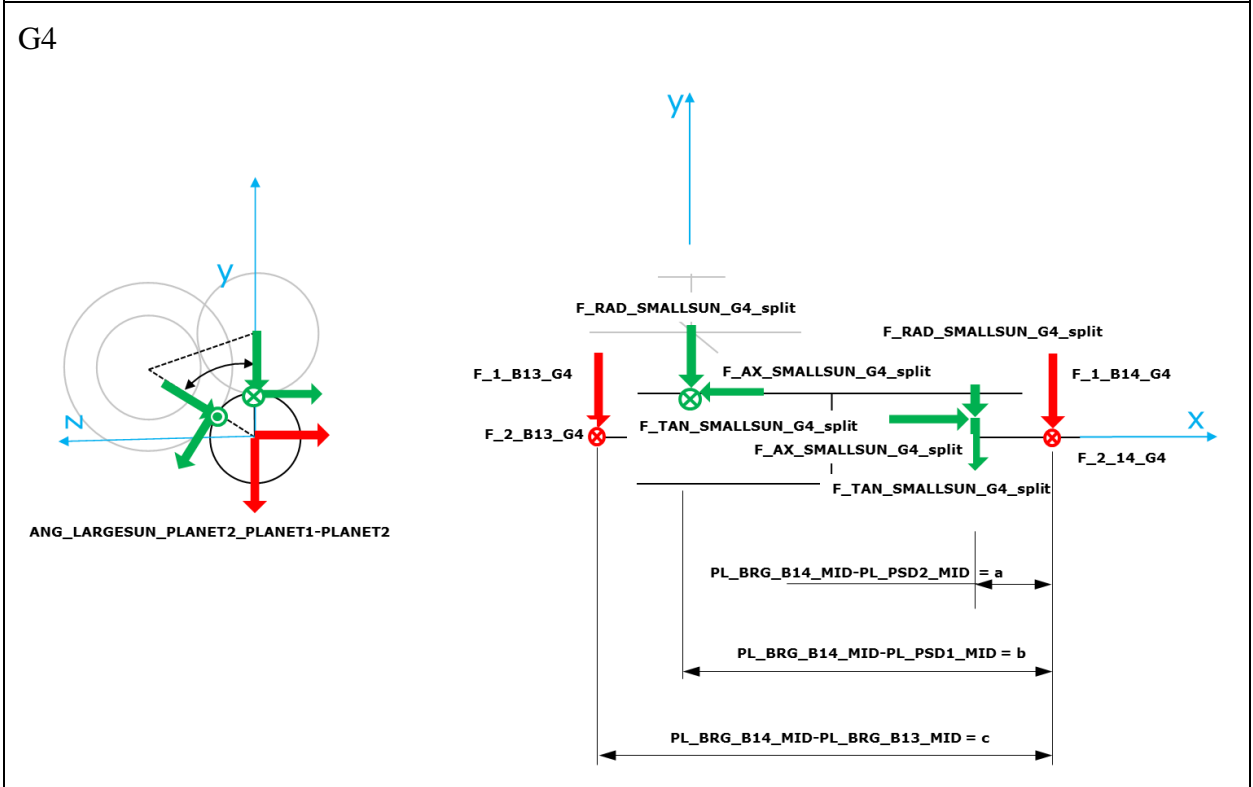 G4
y
F_RAD_SMALLSUN_G4_split
F_RAD_SMALLSUN_G4_split
y
F_1_B13_G4
F_AX_SMALLSUN_G4_split
F_1_B14_G4
z
F_2_B13_G4
F_TAN_SMALLSUN_G4_split
x
F_AX_SMALLSUN_G4_split
F_2_14_G4
F_TAN_SMALLSUN_G4_split
ANG_LARGESUN_PLANET2_PLANET1-PLANET2
PL_BRG_B14_MID-PL_PSD2_MID = a
PL_BRG_B14_MID-PL_PSD1_MID = b
PL_BRG_B14_MID-PL_BRG_B13_MID = c